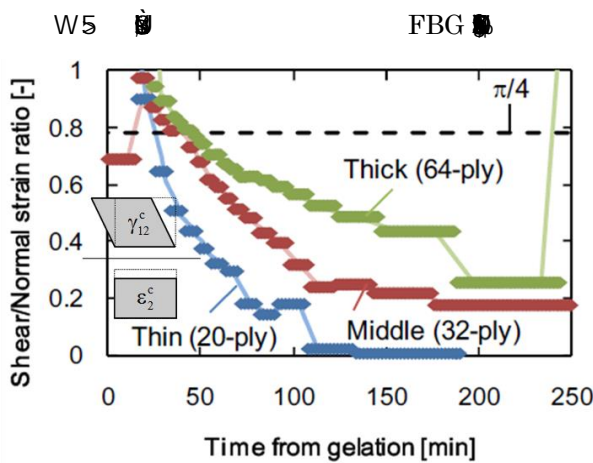 W5 FBG
1
π/4
0.8
Thick (64-ply)
0.6
γ₁₂ᶜ
0.4
ε₂ᶜ
0.2
Thin (20-ply) Middle (32-ply)
0
0 50 100 150 200 250
Shear/Normal strain ratio [-]
Time from gelation [min]